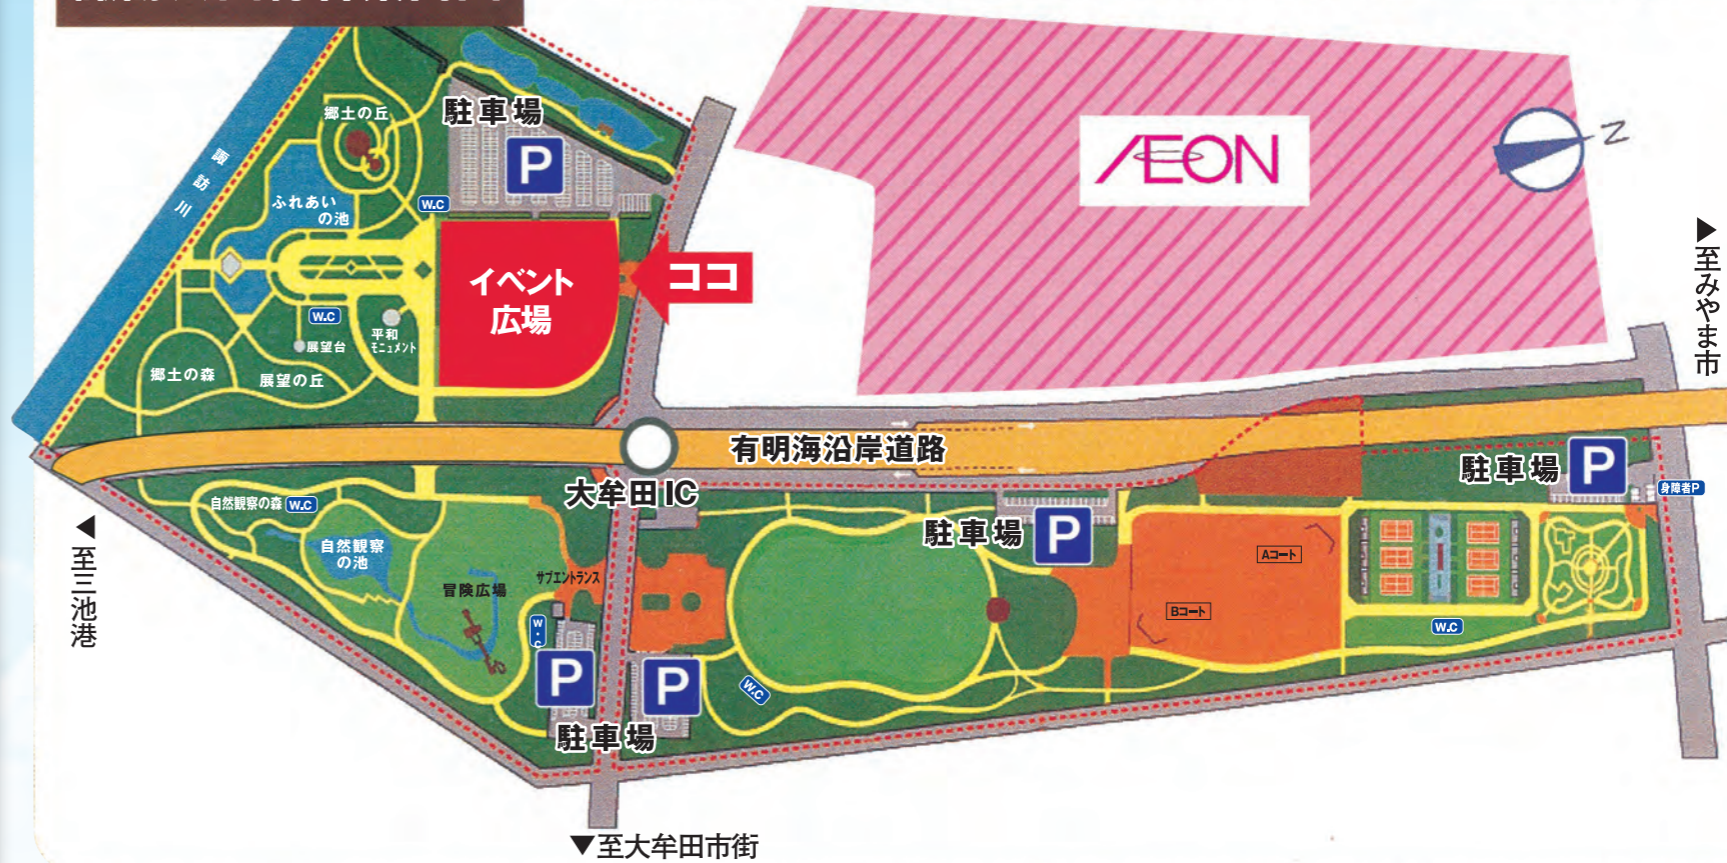 郷土の丘
駐車場
P
諏訪川
ふれあい
の池
W.C
イベント
広場
ココ
ÆON
N
▲至みやま市
W.C
平和
モニュメント
展望台
郷土の森
展望の丘
有明海沿岸道路
大牟田IC
駐車場
P
身障者P
駐車場
P
自然観察の森
W.C
自然観察
の池
冒険広場
サブエントランス
W.C
P
P
駐車場
W.C
Aコート
Bコート
W.C
▲至三池港
▼至大牟田市街